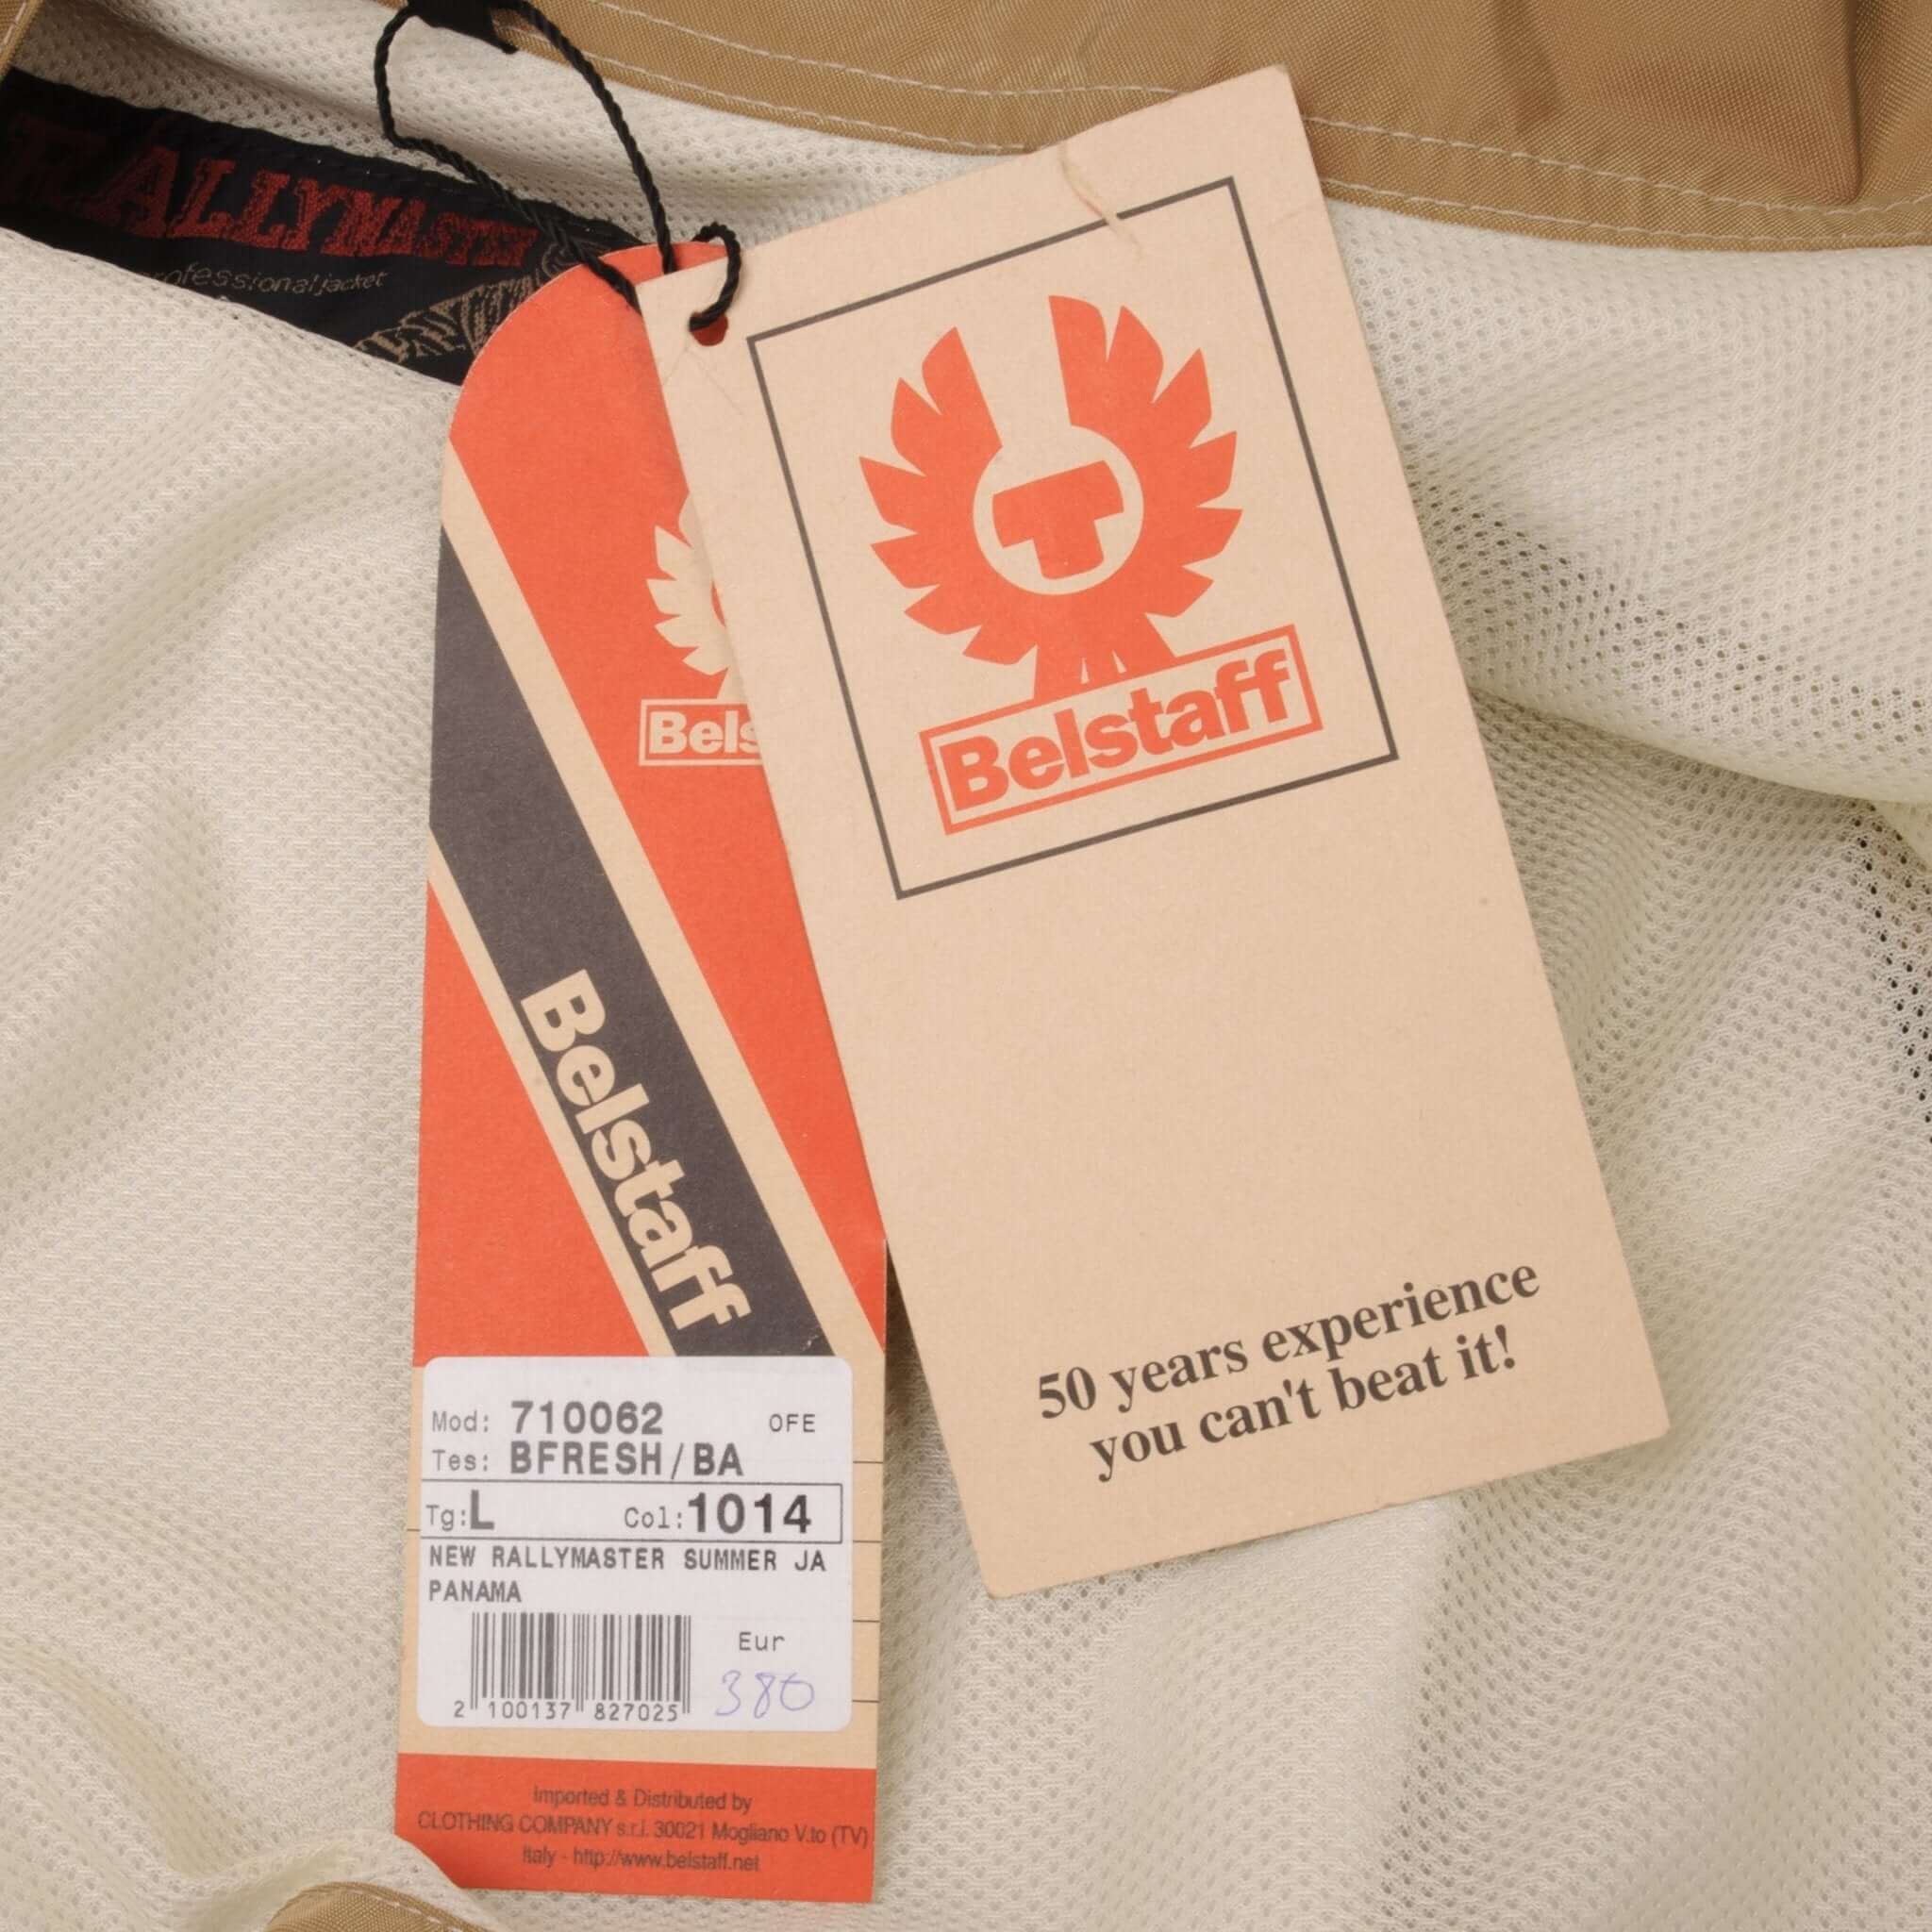 RALLYMASTER
professional jacket
Belstaff
50 years experience
you can't beat it!
Bels
Belstaff
Mod: 710062 OFE
Tes: BFRESH/BA
Tg: L Col: 1014
NEW RALLYMASTER SUMMER JA
PANAMA
Eur
380
2 100137 827025
Imported & Distributed by
CLOTHING COMPANY s.r.l. 30021 Mogliano V.to (TV)
Italy - http://www.belstaff.net